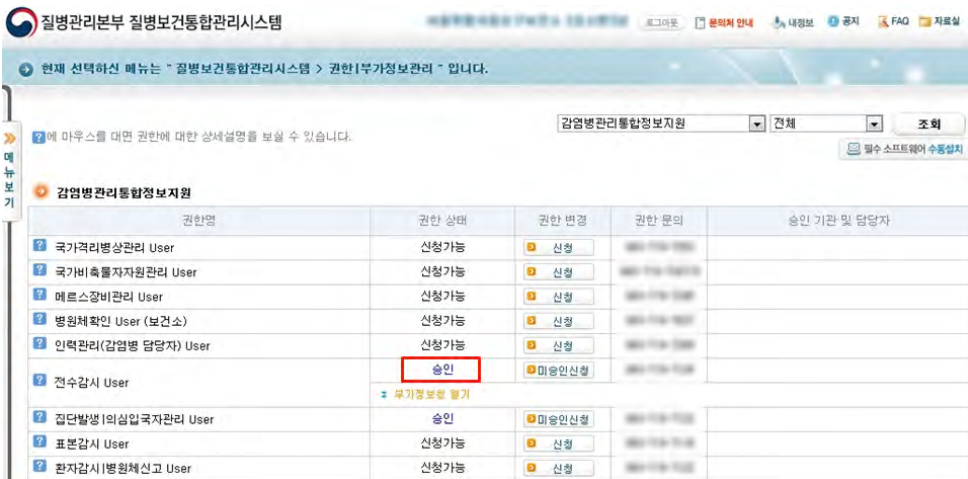 질병관리본부 질병보건통합관리시스템
로그아웃 문의처 안내 내정보 공지 FAQ 자료실
현재 선택하신 메뉴는 " 질병보건통합관리시스템 > 권한|부가정보관리 " 입니다.
메뉴보기
?에 마우스를 대면 권한에 대한 상세설명를 보실 수 있습니다.
감염병관리통합정보지원 전체 조회
필수 소프트웨어 수동설치
감염병관리통합정보지원
권한명 권한 상태 권한 변경 권한 문의 승인 기관 및 담당자
? 국가격리병상관리 User 신청가능 신청
? 국가비축물자자원관리 User 신청가능 신청
? 메르스장비관리 User 신청가능 신청
? 병원체확인 User (보건소) 신청가능 신청
? 인력관리(감염병 담당자) User 신청가능 신청
? 전수감시 User 승인 미승인신청
부가정보란 열기
? 집단발생|의심입국자관리 User 승인 미승인신청
? 표본감시 User 신청가능 신청
? 환자감시|병원체신고 User 신청가능 신청